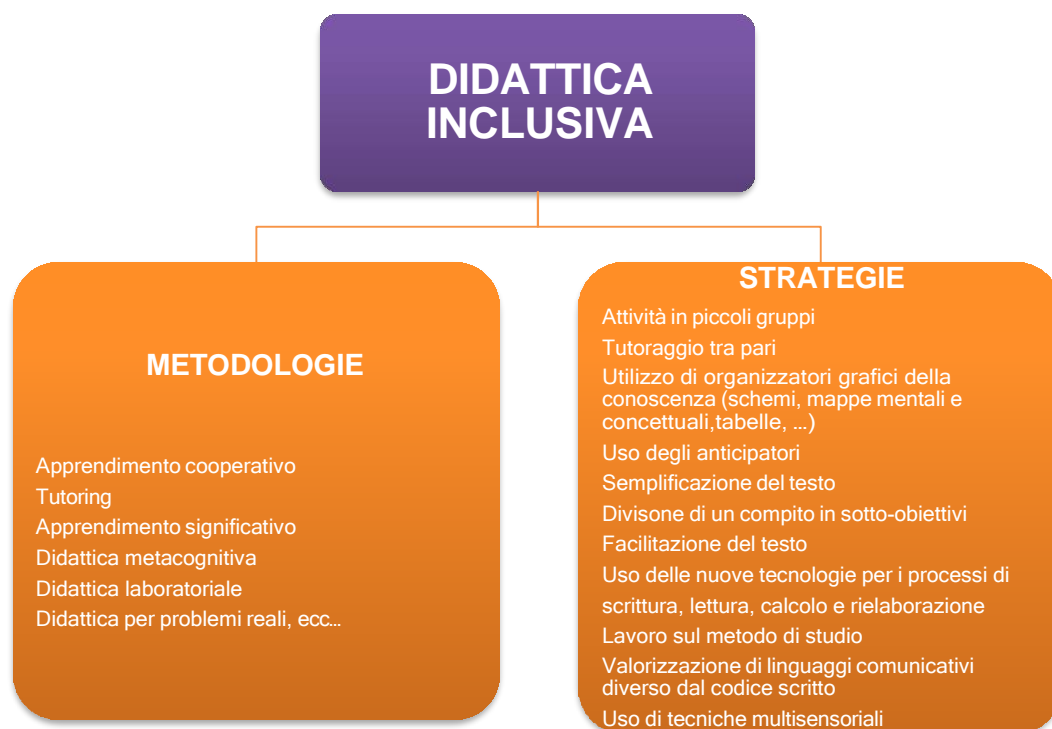 DIDATTICA
INCLUSIVA
METODOLOGIE
Apprendimento cooperativo
Tutoring
Apprendimento significativo
Didattica metacognitiva
Didattica laboratoriale
Didattica per problemi reali, ecc...
STRATEGIE
Attività in piccoli gruppi
Tutoraggio tra pari
Utilizzo di organizzatori grafici della
conoscenza (schemi, mappe mentali e
concettuali,tabelle, ...)
Uso degli anticipatori
Semplificazione del testo
Divisone di un compito in sotto-obiettivi
Facilitazione del testo
Uso delle nuove tecnologie per i processi di
scrittura, lettura, calcolo e rielaborazione
Lavoro sul metodo di studio
Valorizzazione di linguaggi comunicativi
diverso dal codice scritto
Uso di tecniche multisensoriali